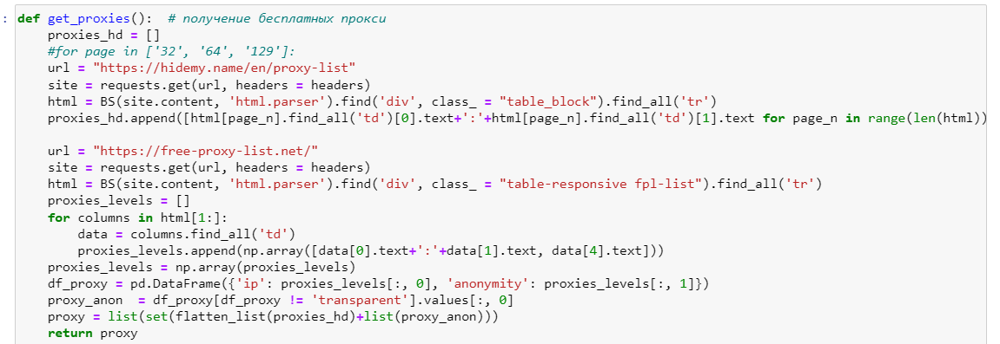 : def get_proxies():  # получение бесплатных прокси
    proxies_hd = []
    #for page in ['32', '64', '129']:
    url = "https://hidemy.name/en/proxy-list"
    site = requests.get(url, headers = headers)
    html = BS(site.content, 'html.parser').find('div', class_ = "table_block").find_all('tr')
    proxies_hd.append([html[page_n].find_all('td')[0].text+':'+html[page_n].find_all('td')[1].text for page_n in range(len(html))
    url = "https://free-proxy-list.net/"
    site = requests.get(url, headers = headers)
    html = BS(site.content, 'html.parser').find('div', class_ = "table-responsive fpl-list").find_all('tr')
    proxies_levels = []
    for columns in html[1:]:
        data = columns.find_all('td')
        proxies_levels.append(np.array([data[0].text+':'+data[1].text, data[4].text]))
    proxies_levels = np.array(proxies_levels)
    df_proxy = pd.DataFrame({'ip': proxies_levels[:, 0], 'anonymity': proxies_levels[:, 1]})
    proxy_anon  = df_proxy[df_proxy != 'transparent'].values[:, 0]
    proxy = list(set(flatten_list(proxies_hd)+list(proxy_anon)))
    return proxy